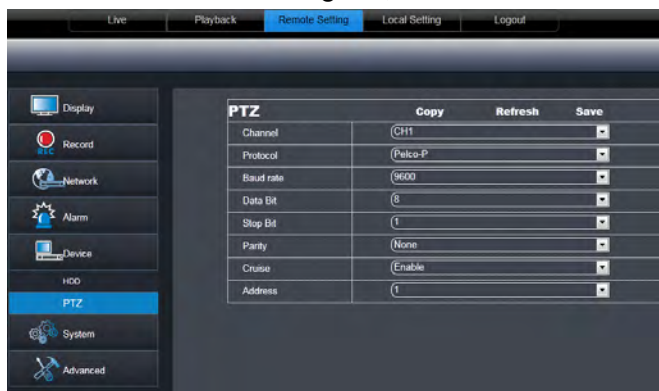 Live Playback Remote Setting Local Setting Logout
Display
REC Record
Network
Alarm
Device
HDD
PTZ
System
Advanced
PTZ Copy Refresh Save
Channel CH1
Protocol Pelco-P
Baud rate 9600
Data Bit 8
Stop Bit 1
Parity None
Cruise Enable
Address 1